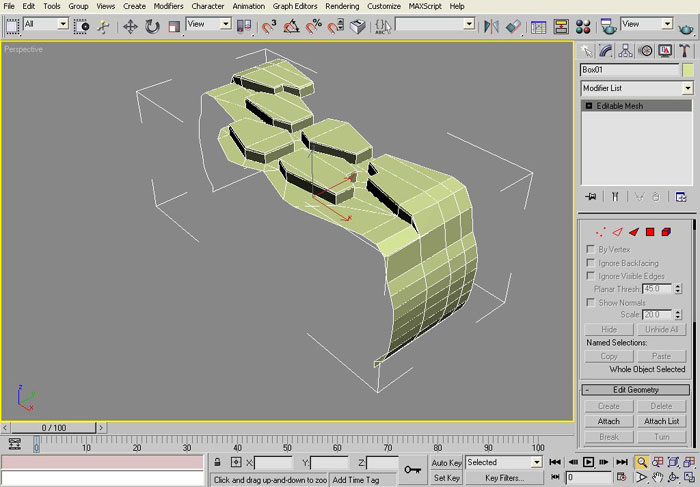 File Edit Tools Group Views Create Modifiers Character Animation Graph Editors Rendering Customize MAXScript Help
All View 3 % ABC View
Perspective
Box01
Modifier List
Editable Mesh
By Vertex
Ignore Backfacing
Ignore Visible Edges
Planar Thresh: 45.0
Show Normals
Scale: 20.0
Hide Unhide All
Named Selections:
Copy Paste
Whole Object Selected
- Edit Geometry
Create Delete
Attach Attach List
Break Turn
z
x
0 / 100
0 10 20 30 40 50 60 70 80 90 100
X: Y: Z: Auto Key Selected
Click and drag up-and-down to zoo Add Time Tag Set Key Key Filters... 0